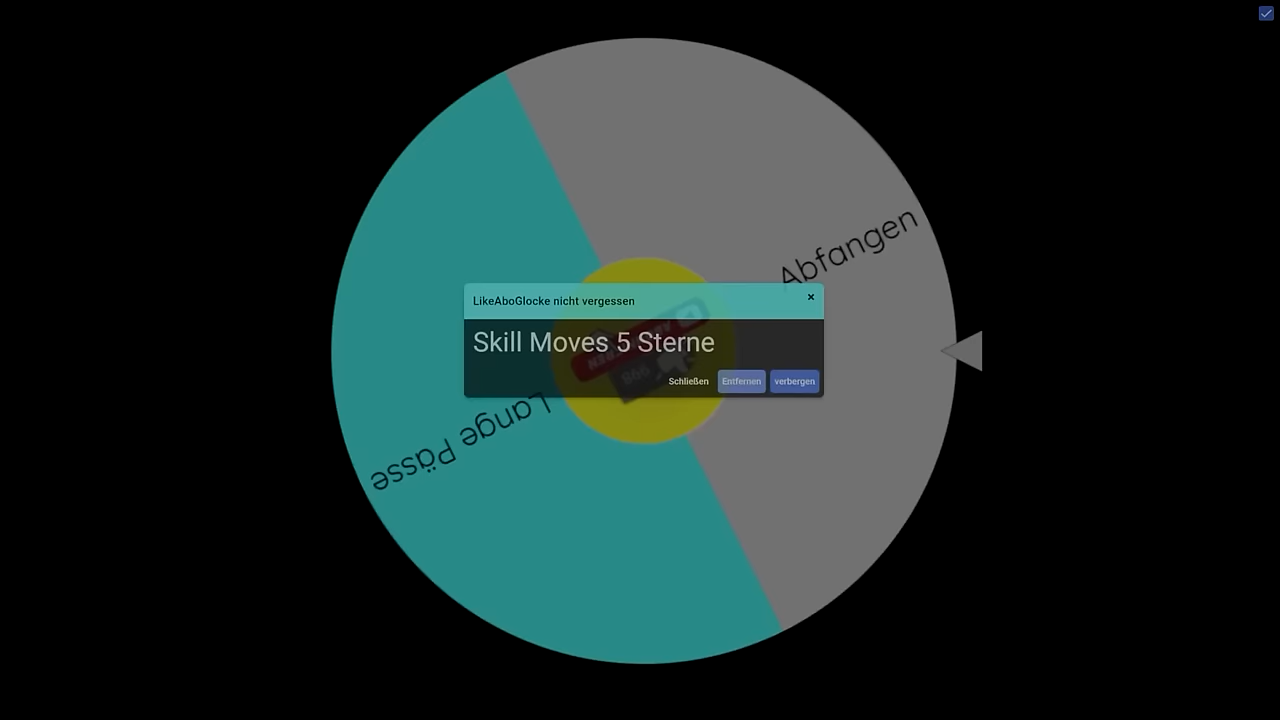 Abfangen
LikeAboGlocke nicht vergessen
×
Skill Moves 5 Sterne
Schließen
Entfernen
verbergen
Lange Pässe